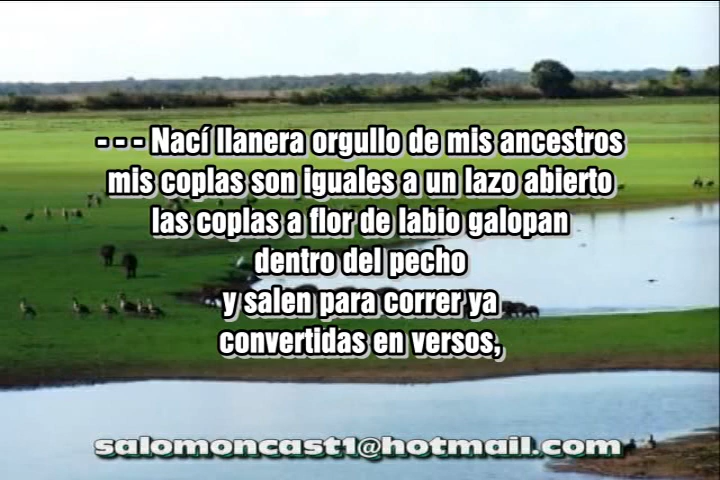 - - - Nací llanera orgullo de mis ancestros
mis coplas son iguales a un lazo abierto
las coplas a flor de labio galopan
dentro del pecho
y salen para correr ya
convertidas en versos,
salomoncast1@hotmail.com